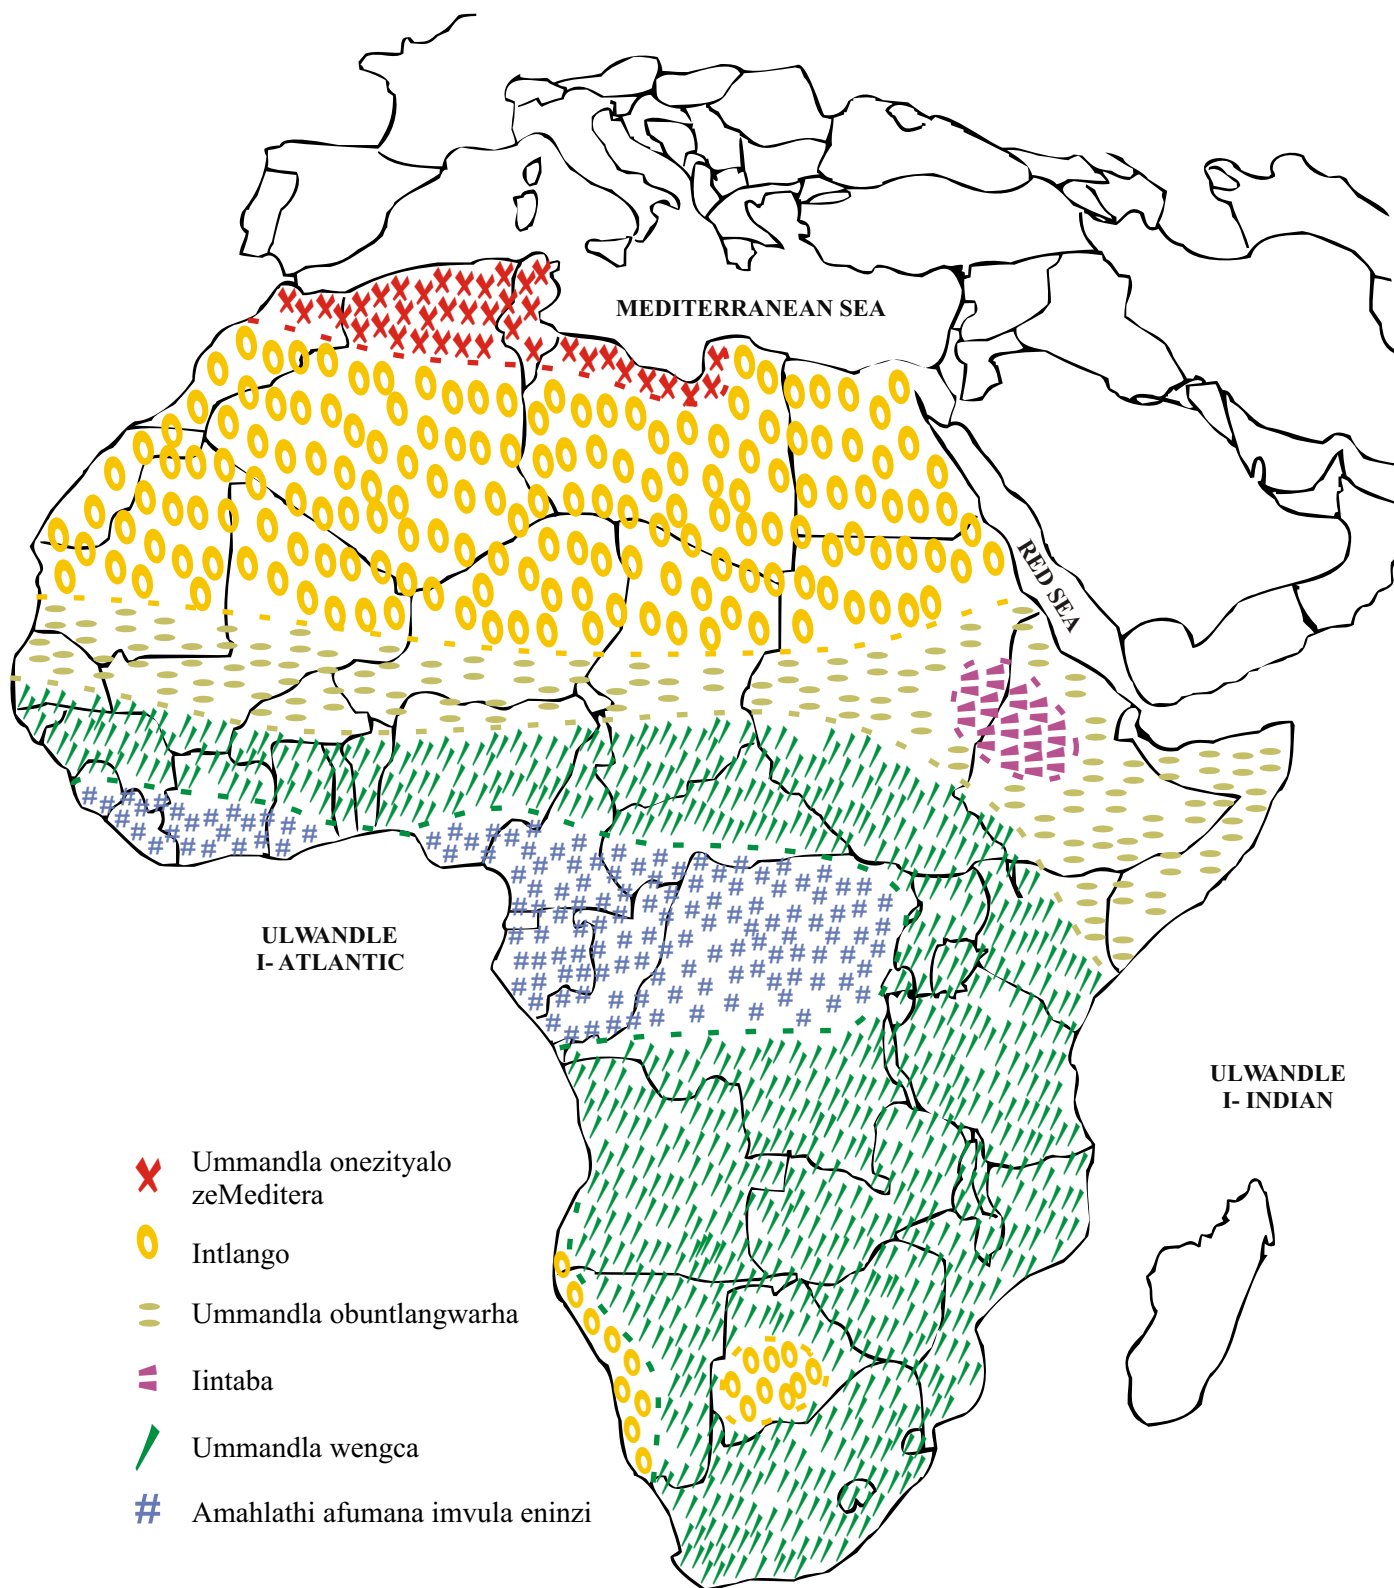 MEDITERRANEAN SEA
RED SEA
ULWANDLE
I- ATLANTIC
ULWANDLE
I- INDIAN
Ummandla onezityalo
zeMeditera
Intlango
Ummandla obuntlangwarha
Iintaba
Ummandla wengca
Amahlathi afumana imvula eninzi